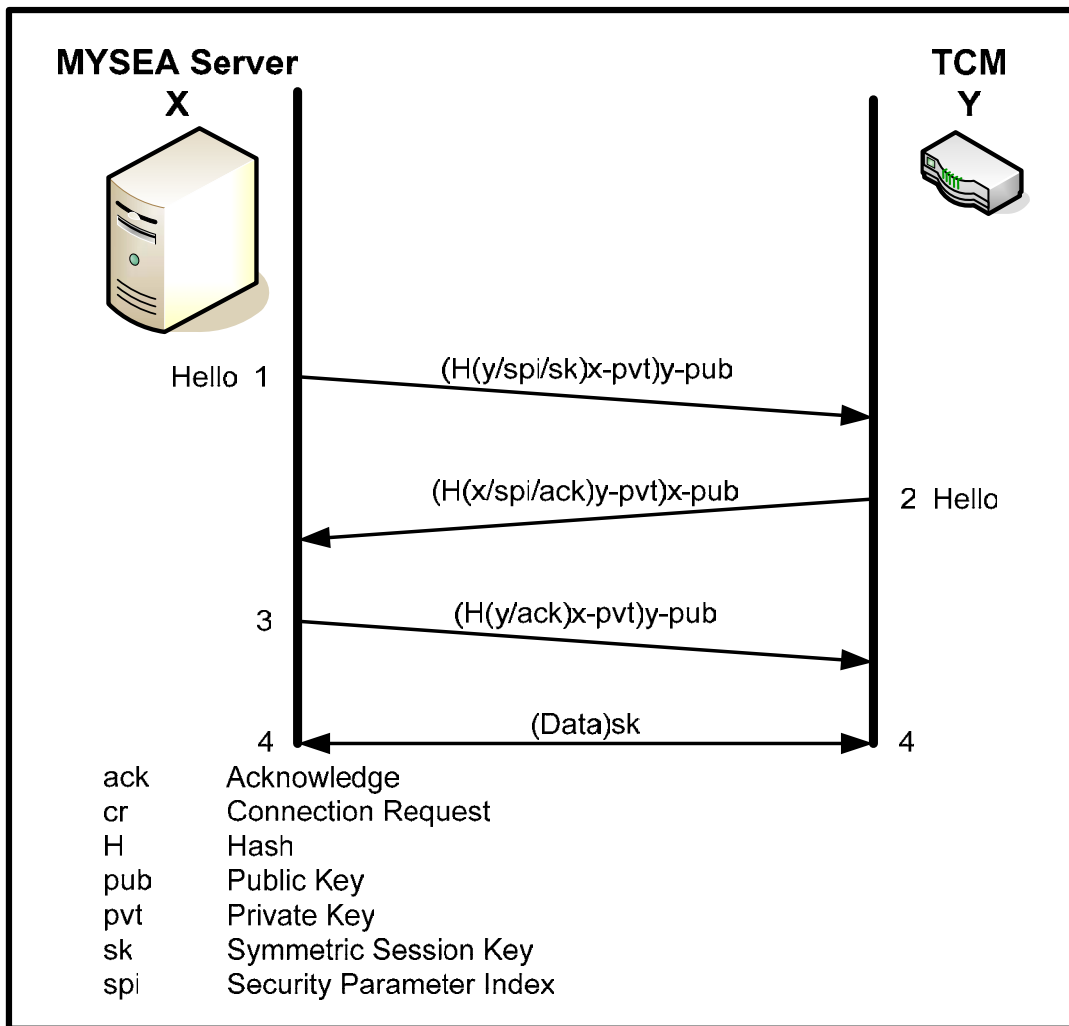 MYSEA Server
X
TCM
Y
Hello 1
(H(y/spi/sk)x-pvt)y-pub
(H(x/spi/ack)y-pvt)x-pub
2 Hello
3
(H(y/ack)x-pvt)y-pub
4
(Data)sk
4
ack Acknowledge
cr Connection Request
H Hash
pub Public Key
pvt Private Key
sk Symmetric Session Key
spi Security Parameter Index